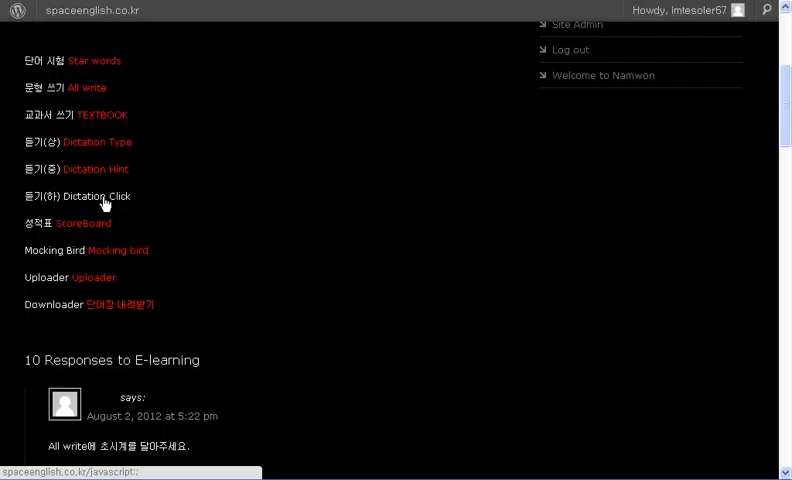 spaceenglish.co.kr
Howdy, imtesoler67
Site Admin
Log out
Welcome to Namwon
단어 시험 Star words
문형 쓰기 All write
교과서 쓰기 TEXTBOOK
듣기(상) Dictation Type
듣기(중) Dictation Hint
듣기(하) Dictation Click
성적표 ScoreBoard
Mocking Bird Mocking bird
Uploader Uploader
Downloader 단어장 내려받기
10 Responses to E-learning
says:
August 2, 2012 at 5:22 pm
All write에 초시계를 달아주세요.
spaceenglish.co.kr/javascript:;